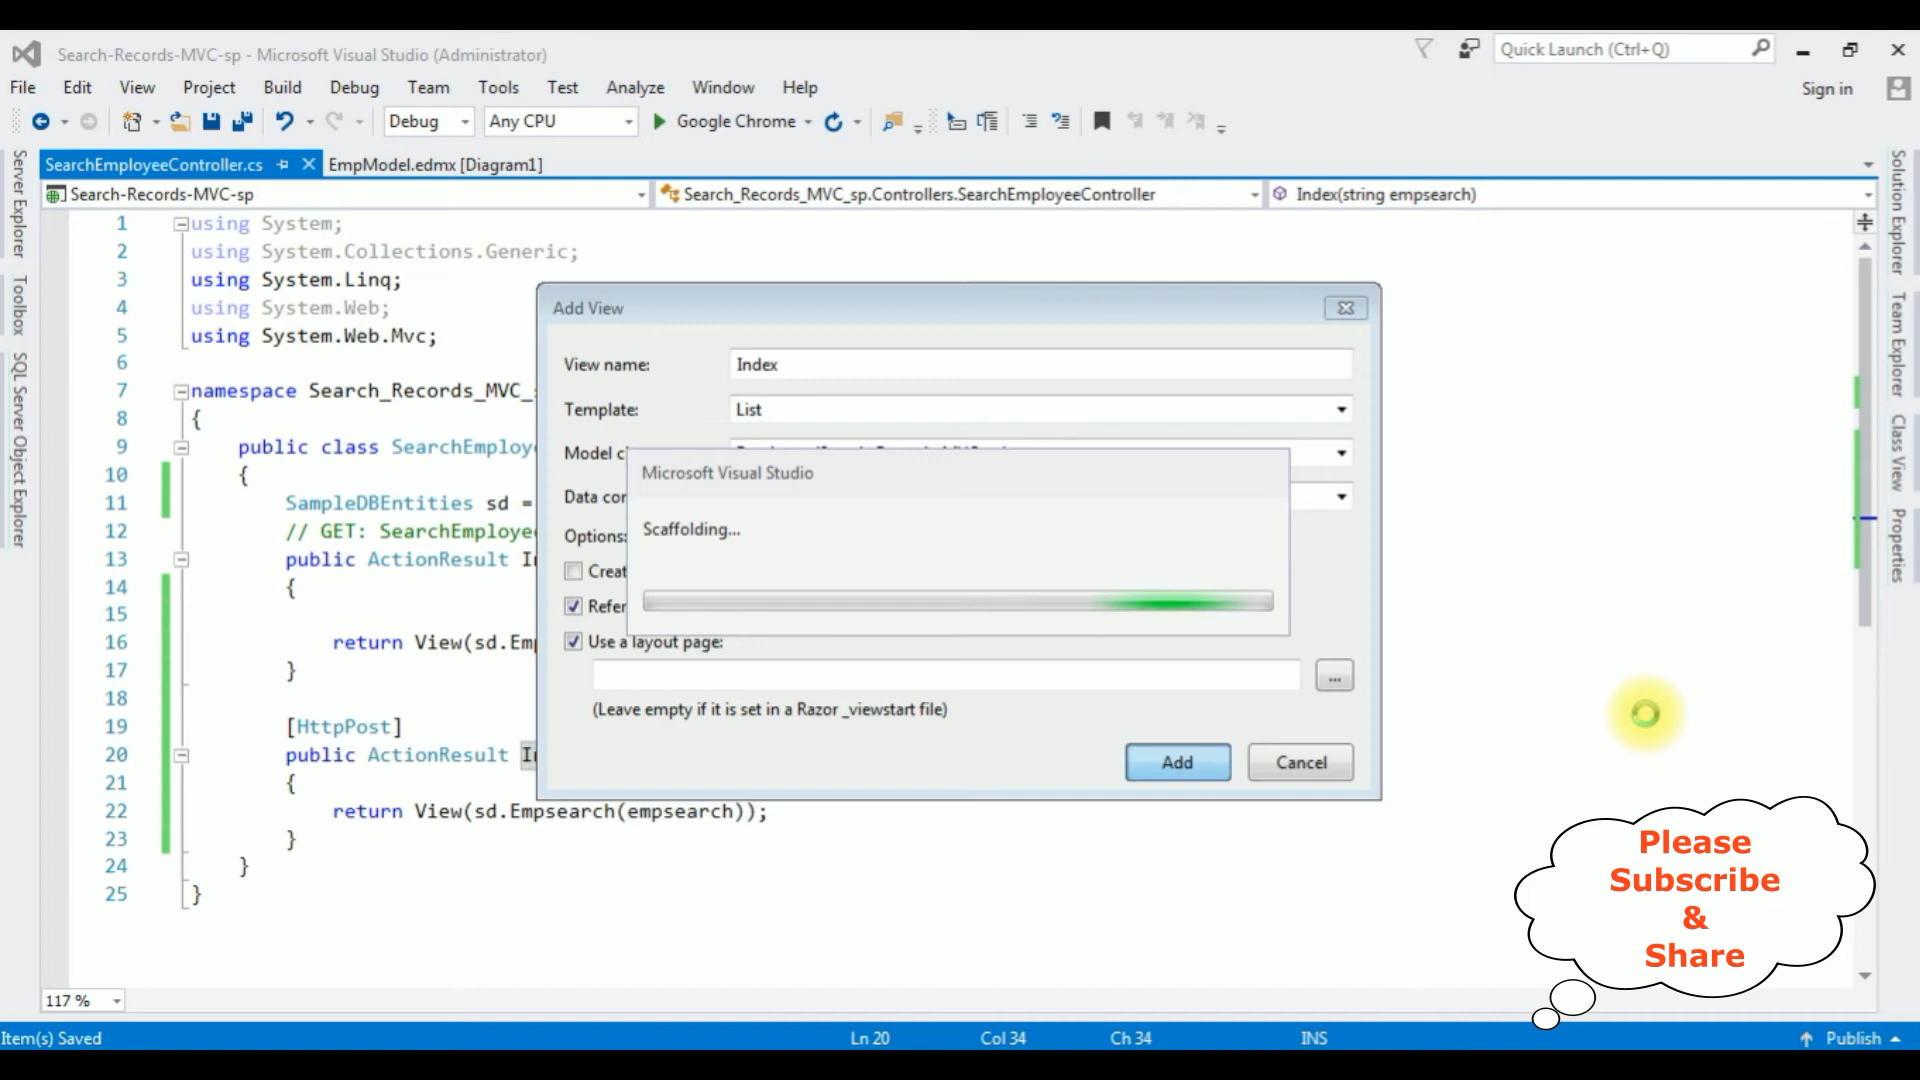 Search-Records-MVC-sp - Microsoft Visual Studio (Administrator)
Quick Launch (Ctrl+Q)
File Edit View Project Build Debug Team Tools Test Analyze Window Help
Sign in
Debug Any CPU Google Chrome
Server Explorer
Toolbox
SQL Server Object Explorer
SearchEmployeeController.cs EmpModel.edmx [Diagram1]
Search-Records-MVC-sp Search_Records_MVC_sp.Controllers.SearchEmployeeController Index(string empsearch)
1 using System;
2 using System.Collections.Generic;
3 using System.Linq;
4 using System.Web;
5 using System.Web.Mvc;
6
7 namespace Search_Records_MVC_
8 {
9 public class SearchEmploy
10 {
11 SampleDBEntities sd =
12 // GET: SearchEmploye
13 public ActionResult I
14 {
15
16 return View(sd.Em
17 }
18
19 [HttpPost]
20 public ActionResult I
21 {
22 return View(sd.Empsearch(empsearch));
23 }
24 }
25 }
Add View
View name: Index
Template: List
Model c
Data cor
Options:
Creat
Refer
Use a layout page:
...
(Leave empty if it is set in a Razor _viewstart file)
Add Cancel
Microsoft Visual Studio
Scaffolding...
Solution Explorer
Team Explorer
Class View
Properties
Please
Subscribe
&
Share
117 %
Item(s) Saved Ln 20 Col 34 Ch 34 INS Publish